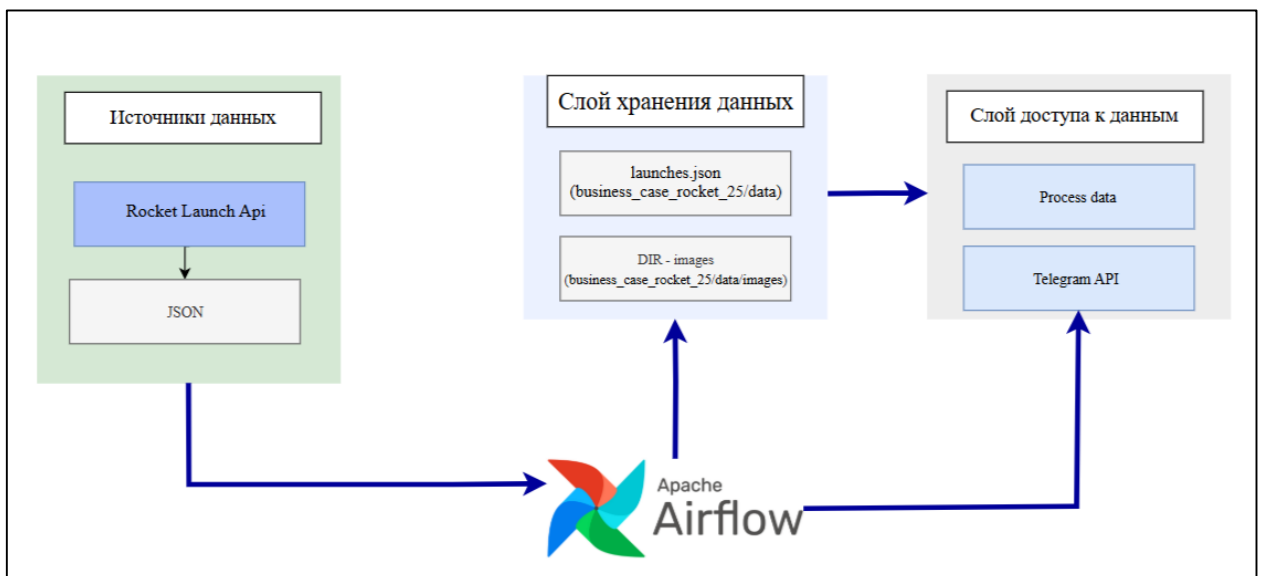 Источники данных
Rocket Launch Api
JSON
Слой хранения данных
launches.json
(business_case_rocket_25/data)
DIR - images
(business_case_rocket_25/data/images)
Слой доступа к данным
Process data
Telegram API
Apache
Airflow